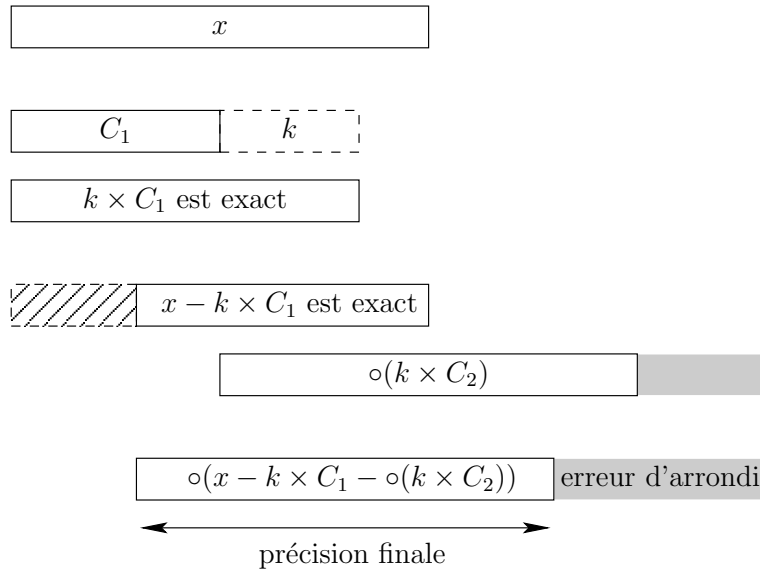 x
C₁ k
k × C₁ est exact
x − k × C₁ est exact
∘(k × C₂)
∘(x − k × C₁ − ∘(k × C₂)) erreur d'arrondi
précision finale